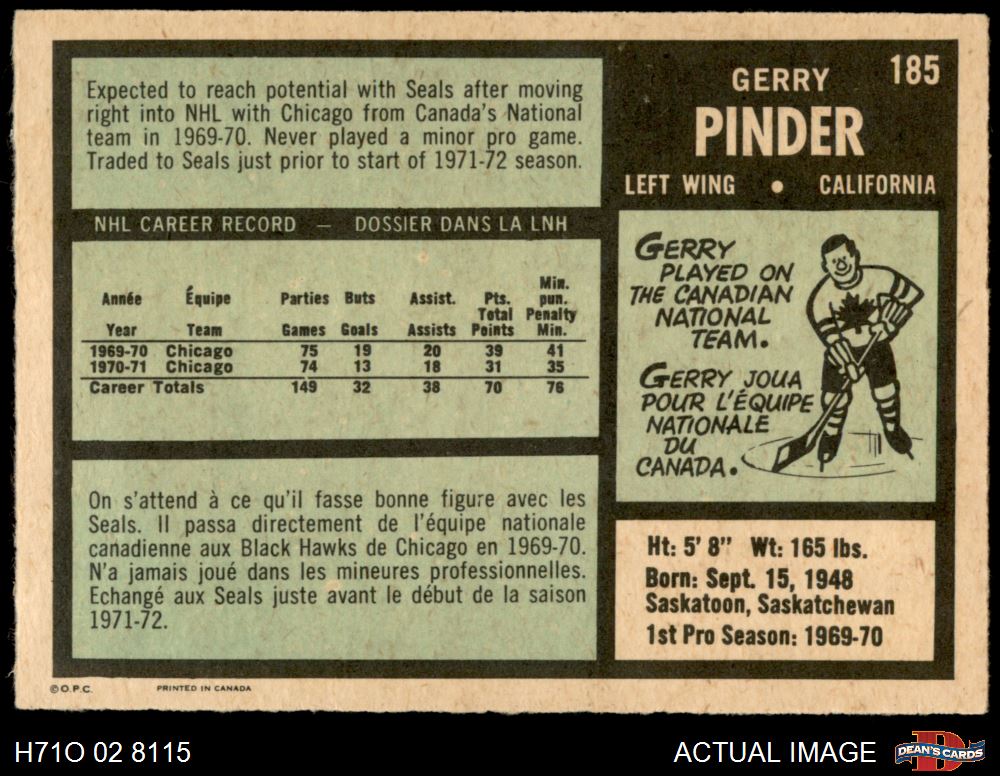 Expected to reach potential with Seals after moving
right into NHL with Chicago from Canada's National
team in 1969-70. Never played a minor pro game.
Traded to Seals just prior to start of 1971-72 season.
185
GERRY
PINDER
LEFT WING • CALIFORNIA
NHL CAREER RECORD — DOSSIER DANS LA LNH
Année Équipe Parties Buts Assist. Pts. Total Min. pun.
Year Team Games Goals Assists Points Penalty Min.
1969-70 Chicago 75 19 20 39 41
1970-71 Chicago 74 13 18 31 35
Career Totals 149 32 38 70 76
GERRY
PLAYED ON
THE CANADIAN
NATIONAL
TEAM.
GERRY JOUA
POUR L'ÉQUIPE
NATIONALE
DU
CANADA.
On s'attend à ce qu'il fasse bonne figure avec les
Seals. Il passa directement de l'équipe nationale
canadienne aux Black Hawks de Chicago en 1969-70.
N'a jamais joué dans les mineures professionnelles.
Echangé aux Seals juste avant le début de la saison
1971-72.
Ht: 5' 8" Wt: 165 lbs.
Born: Sept. 15, 1948
Saskatoon, Saskatchewan
1st Pro Season: 1969-70
©O.P.C. PRINTED IN CANADA
H71O 02 8115
ACTUAL IMAGE
D
DEAN'S CARDS